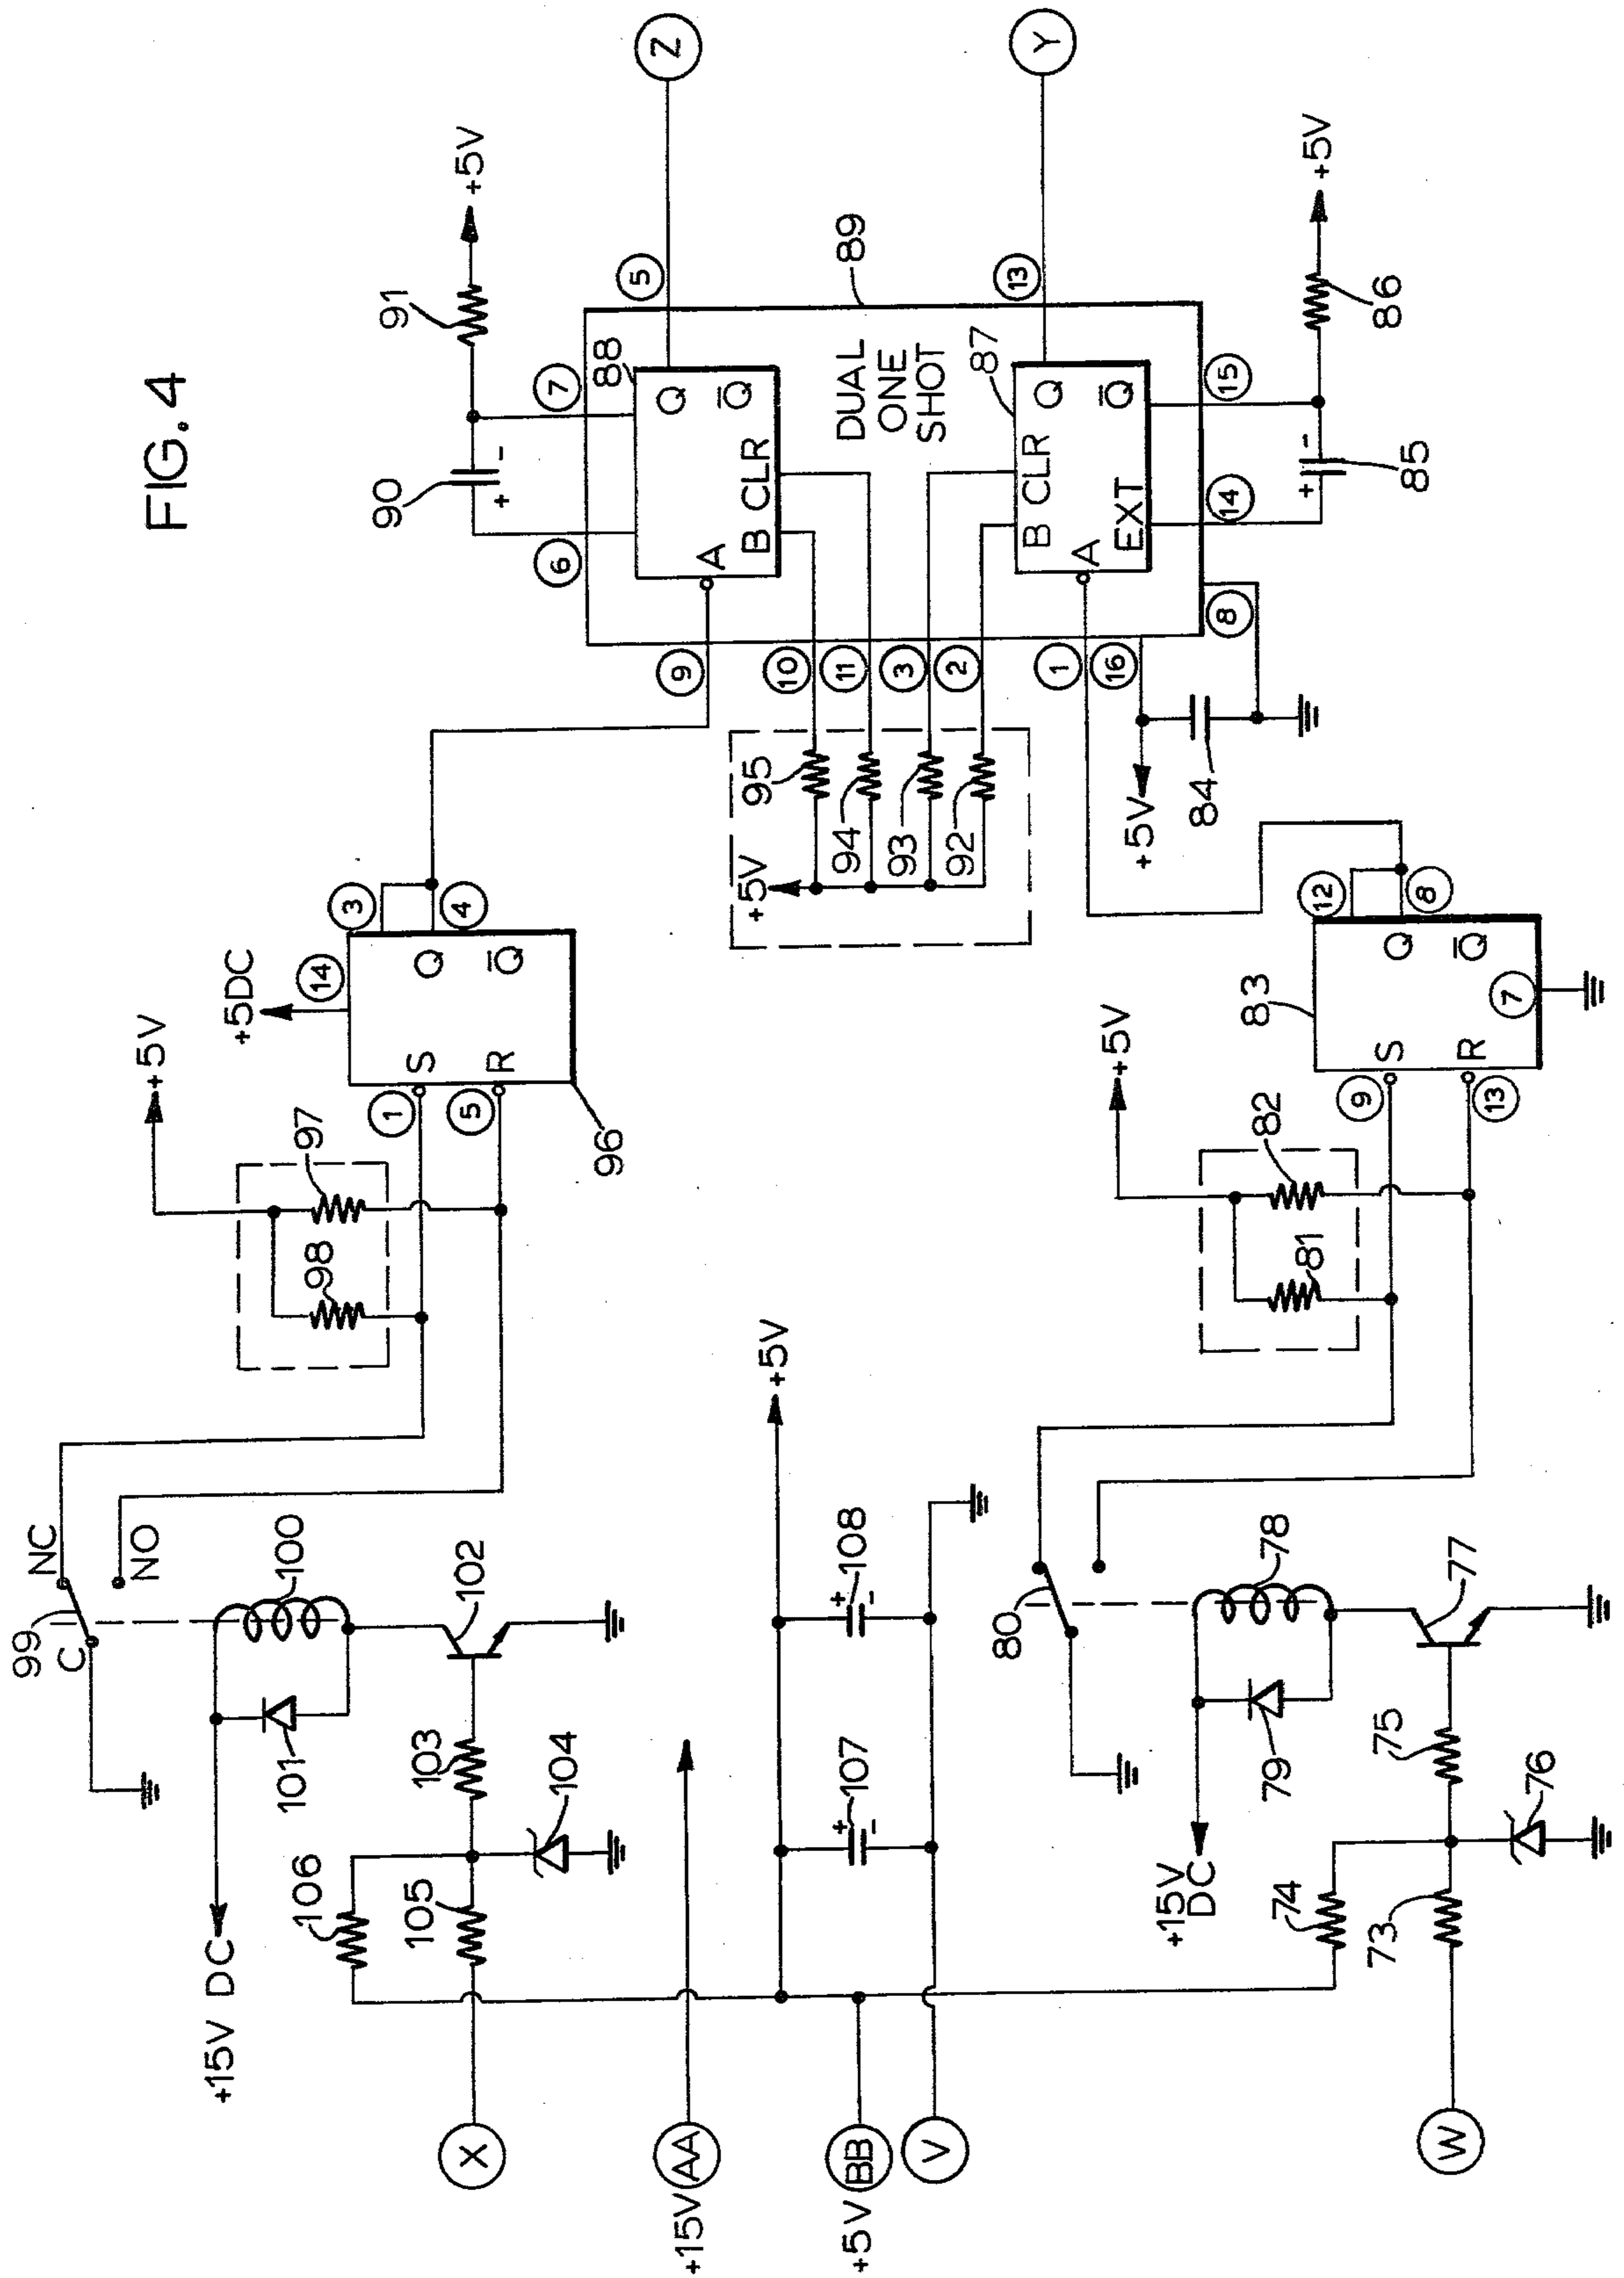 FIG. 4
99
C
NC
NO
+15V DC
101
100
102
106
105
103
104
X
+5V
98
97
+5DC
14
1
5
S
R
Q
Q̅
3
4
96
90
91
+
-
+5V
6
7
88
A
B
CLR
Q
Q̅
5
Z
9
10
11
3
2
1
16
+5V
95
94
93
92
DUAL
ONE
SHOT
89
87
B
CLR
A
EXT
Q
Q̅
13
Y
8
14
15
+5V
84
+
-
85
86
+5V
+15V
AA
+5V
BB
V
107
+
-
108
+
-
+5V
80
+15V
DC
79
78
77
74
73
75
76
W
+5V
81
82
9
13
S
R
83
7
Q
Q̅
12
8